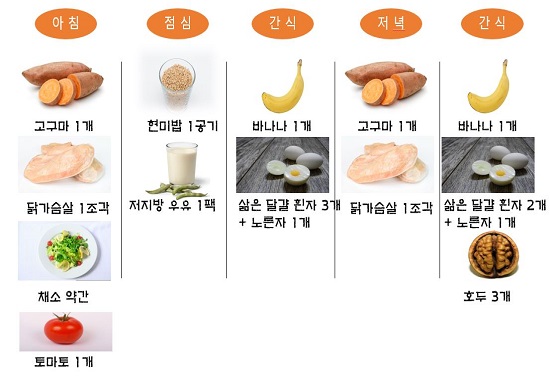 아 침
고구마 1개
닭가슴살 1조각
채소 약간
토마토 1개
점 심
현미밥 1공기
저지방 우유 1팩
간 식
바나나 1개
삶은 달걀 흰자 3개
+ 노른자 1개
저 녁
고구마 1개
닭가슴살 1조각
간 식
바나나 1개
삶은 달걀 흰자 2개
+ 노른자 1개
호두 3개